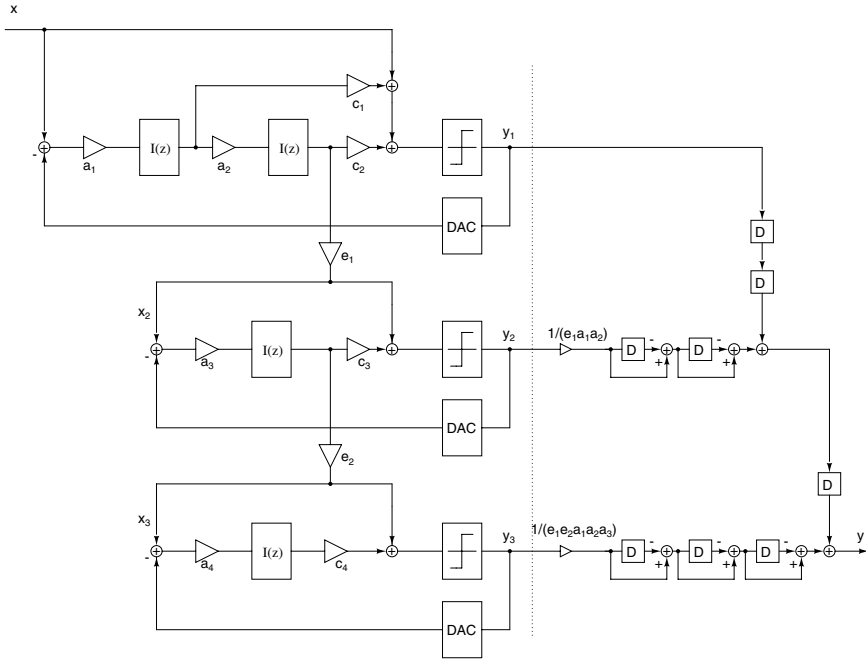 x
c₁
y₁
I(z)
I(z)
-
a₁
a₂
c₂
DAC
D
e₁
D
x₂
y₂
1/(e₁a₁a₂)
I(z)
D
-
D
-
-
a₃
c₃
+
+
DAC
e₂
D
x₃
y₃
1/(e₁e₂a₁a₂a₃)
y
I(z)
D
-
D
-
D
-
-
a₄
c₄
+
+
+
DAC